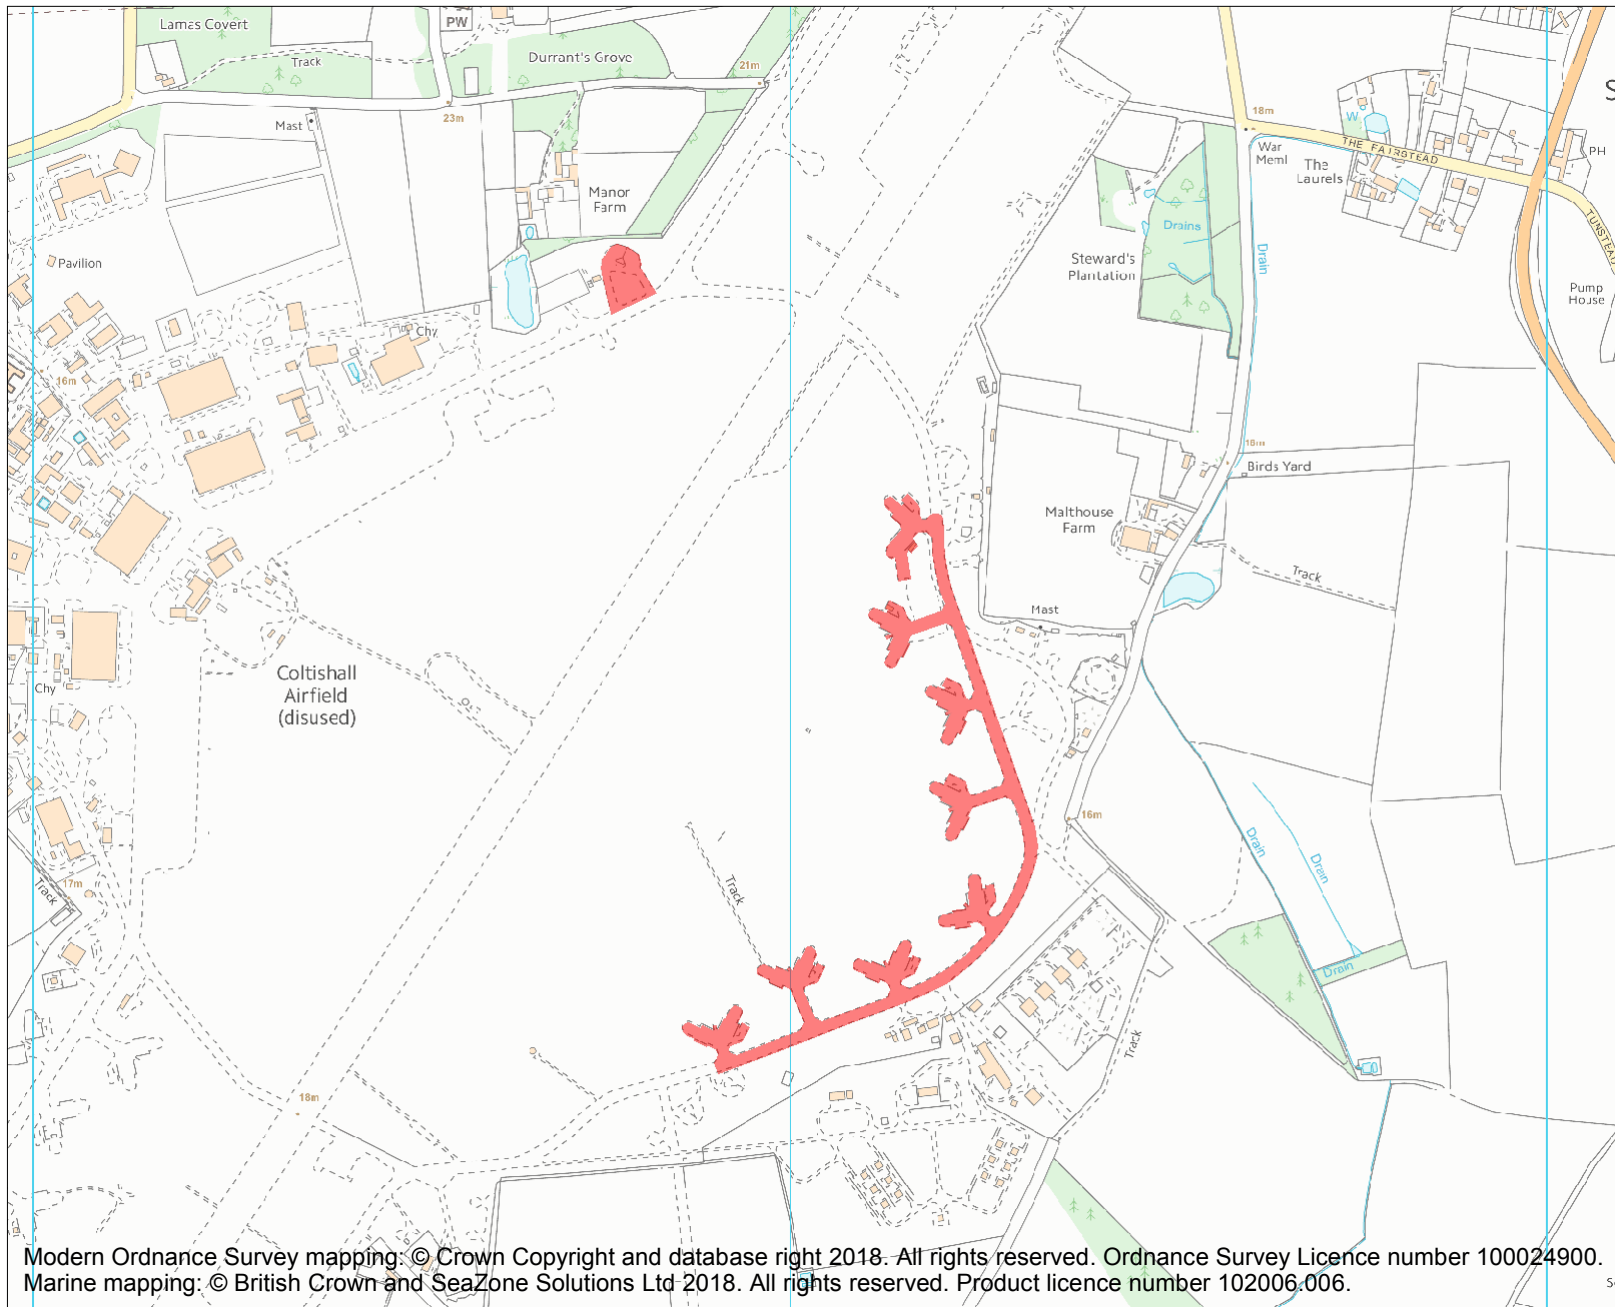 Lamas Covert
PW
Track
Durrant's Grove
21m
23m
Mast
18m
W
THE FAIRSTEAD
War
Meml
The
Laurels
PH
TUNSTEAD
Manor
Farm
Drains
Drain
Steward's
Plantation
Pavilion
Pump
House
Chy
16m
18m
Birds Yard
Malthouse
Farm
Track
Mast
Coltishall
Airfield
(disused)
Chy
16m
Drain
Drain
Track
17m
Track
Drain
Track
18m
Modern Ordnance Survey mapping: © Crown Copyright and database right 2018. All rights reserved. Ordnance Survey Licence number 100024900.
Marine mapping: © British Crown and SeaZone Solutions Ltd 2018. All rights reserved. Product licence number 102006.006.